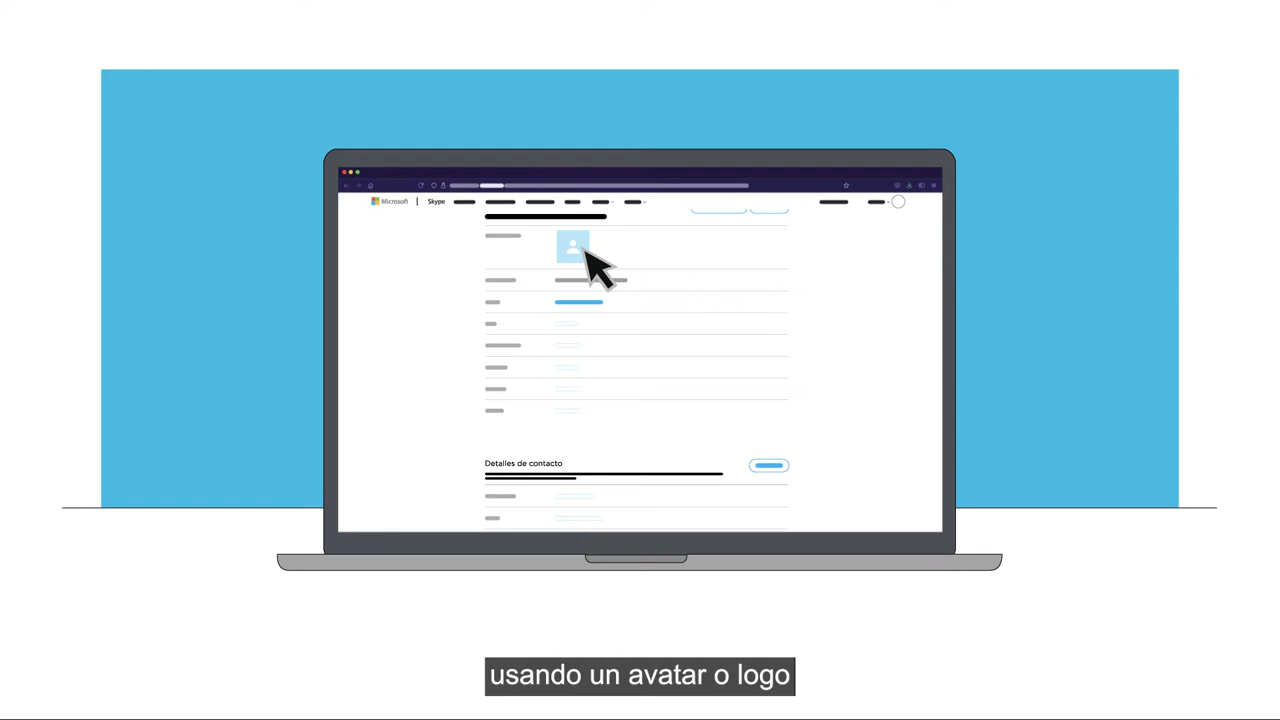 Microsoft | Skype
Detalles de contacto
usando un avatar o logo